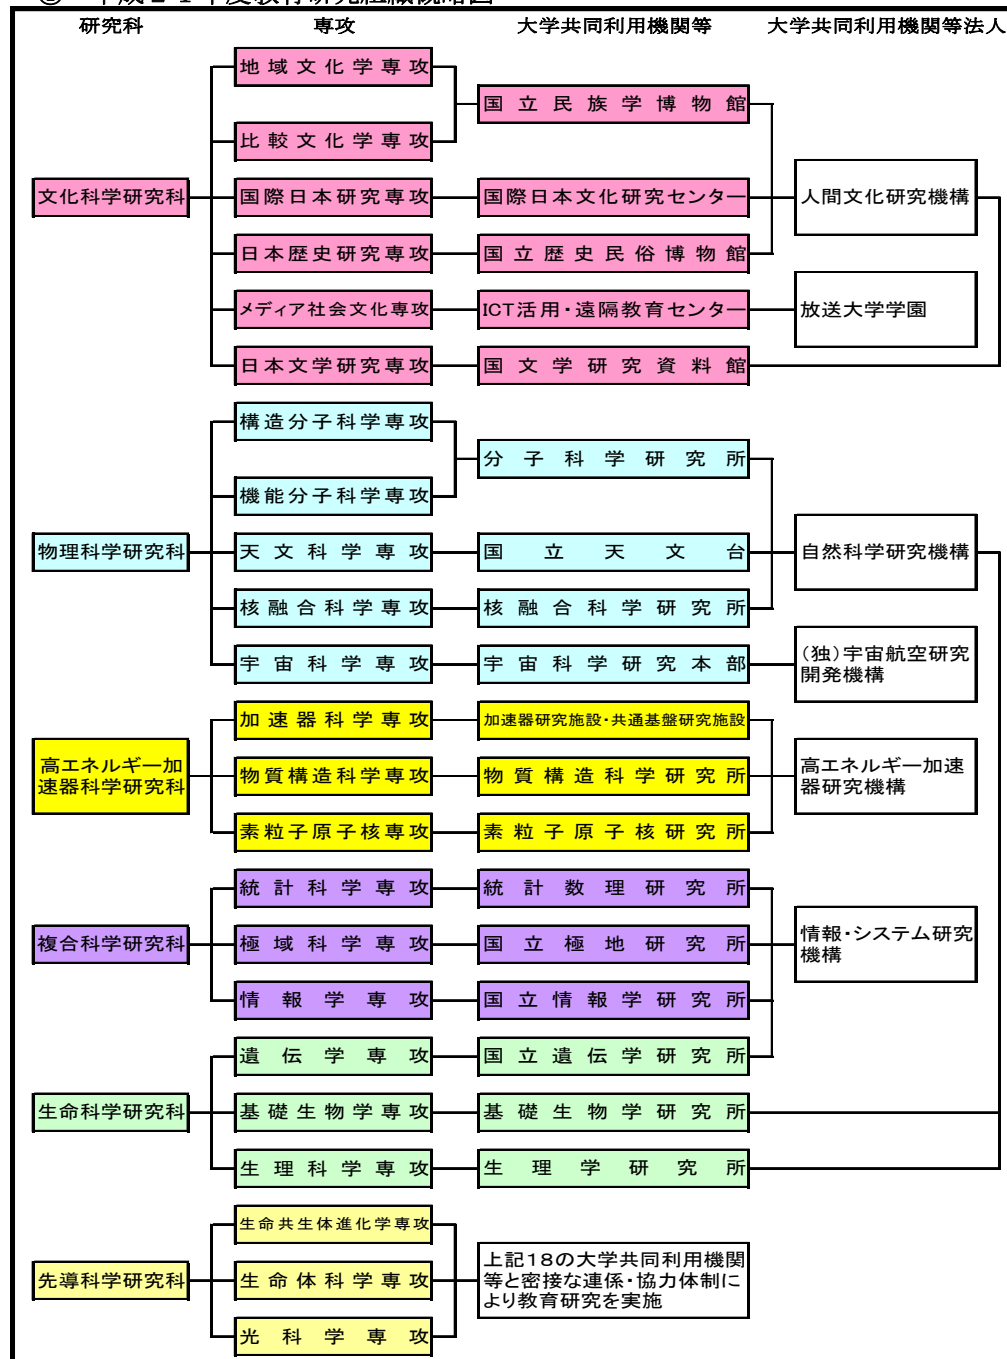 研究科 専攻 大学共同利用機関等 大学共同利用機関等法人
地域文化学専攻
国立民族学博物館
比較文化学専攻
文化科学研究科 国際日本研究専攻 国際日本文化研究センター 人間文化研究機構
日本歴史研究専攻 国立歴史民俗博物館
メディア社会文化専攻 ICT活用・遠隔教育センター 放送大学学園
日本文学研究専攻 国文学研究資料館
構造分子科学専攻
分子科学研究所
機能分子科学専攻
物理科学研究科 天文科学専攻 国立天文台 自然科学研究機構
核融合科学専攻 核融合科学研究所
宇宙科学専攻 宇宙科学研究本部 (独)宇宙航空研究
開発機構
加速器科学専攻 加速器研究施設・共通基盤研究施設
高エネルギー加
速器科学研究科 物質構造科学専攻 物質構造科学研究所 高エネルギー加速
器研究機構
素粒子原子核専攻 素粒子原子核研究所
統計科学専攻 統計数理研究所
複合科学研究科 極域科学専攻 国立極地研究所 情報・システム研究
機構
情報学専攻 国立情報学研究所
遺伝学専攻 国立遺伝学研究所
生命科学研究科 基礎生物学専攻 基礎生物学研究所
生理科学専攻 生理学研究所
生命共生体進化学専攻
先導科学研究科 生命体科学専攻 上記18の大学共同利用機関
等と密接な連係・協力体制に
より教育研究を実施
光科学専攻